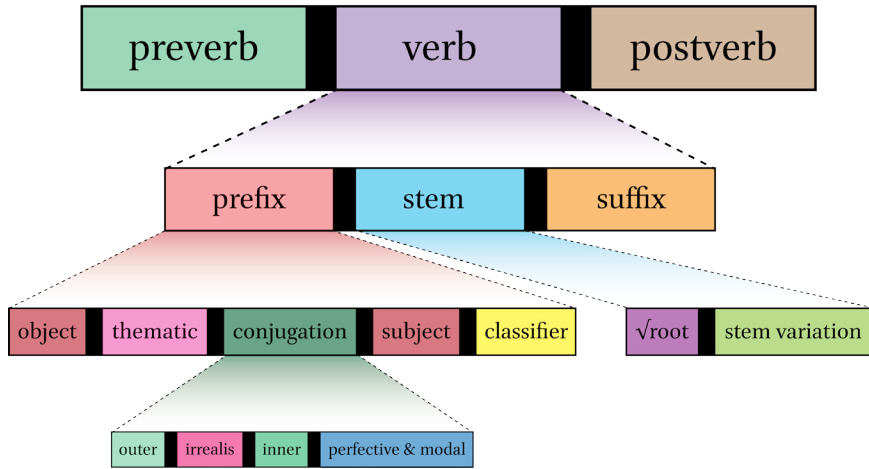 preverb verb postverb
prefix stem suffix
object thematic conjugation subject classifier √root stem variation
outer irrealis inner perfective & modal